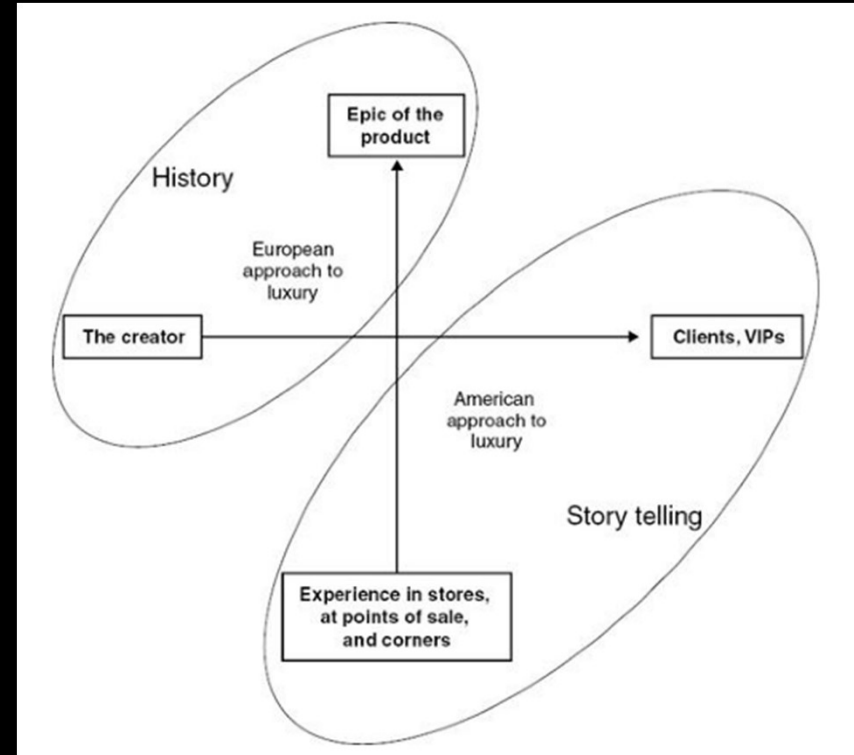 Epic of the
product
History
European
approach to
luxury
The creator
Clients, VIPs
American
approach to
luxury
Story telling
Experience in stores,
at points of sale,
and corners